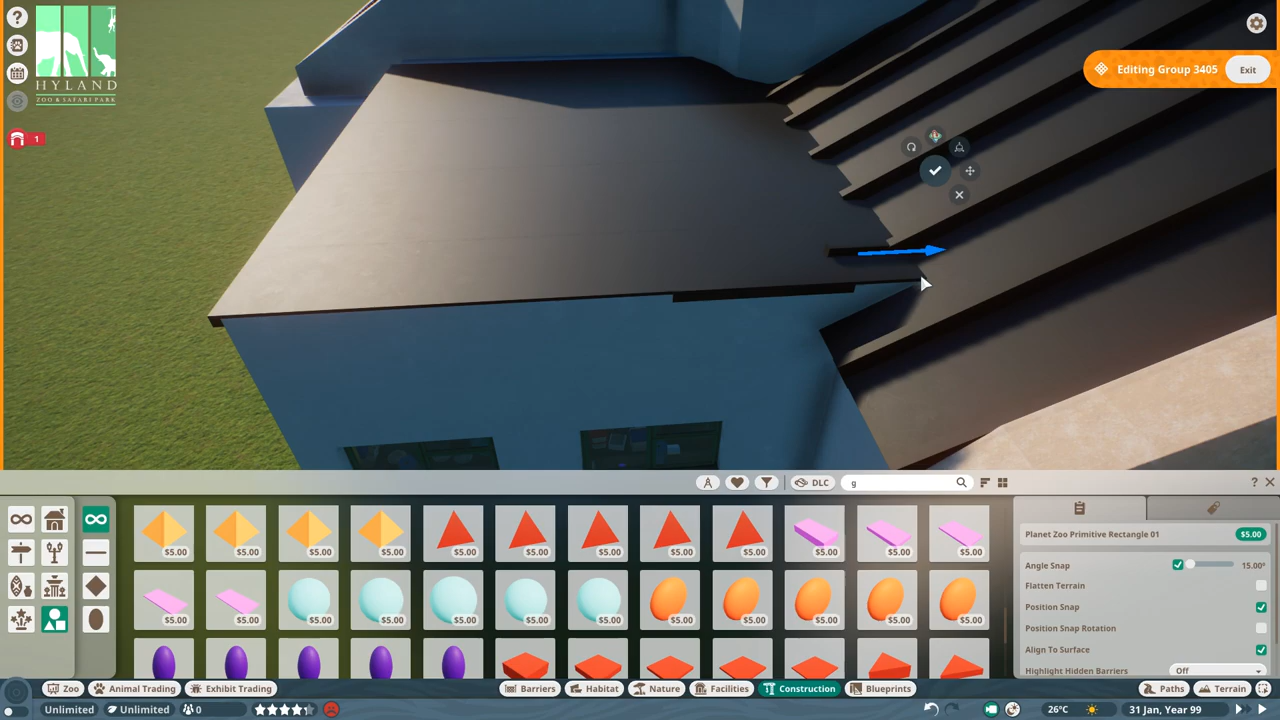 ?
HYLAND
ZOO & SAFARI PARK
1
Editing Group 3405
Exit
DLC
g
?
$5.00 $5.00 $5.00 $5.00 $5.00 $5.00 $5.00 $5.00 $5.00 $5.00 $5.00 $5.00
$5.00 $5.00 $5.00 $5.00 $5.00 $5.00 $5.00 $5.00 $5.00 $5.00 $5.00 $5.00
Planet Zoo Primitive Rectangle 01
$5.00
Angle Snap
15.00°
Flatten Terrain
Position Snap
Position Snap Rotation
Align To Surface
Highlight Hidden Barriers
Off
Zoo
Animal Trading
Exhibit Trading
Barriers
Habitat
Nature
Facilities
Construction
Blueprints
Paths
Terrain
Unlimited
Unlimited
0
26°C
31 Jan, Year 99